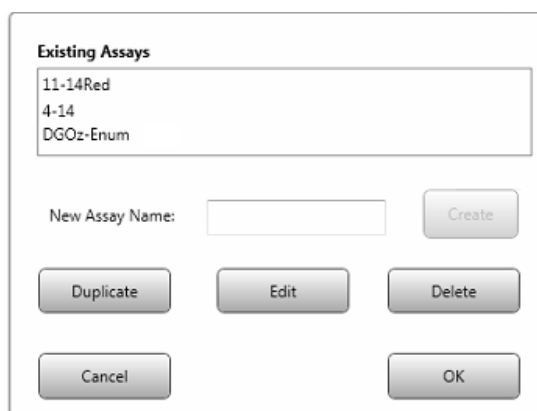 Existing Assays
11-14Red
4-14
DGOz-Enum
New Assay Name:
Create
Duplicate
Edit
Delete
Cancel
OK